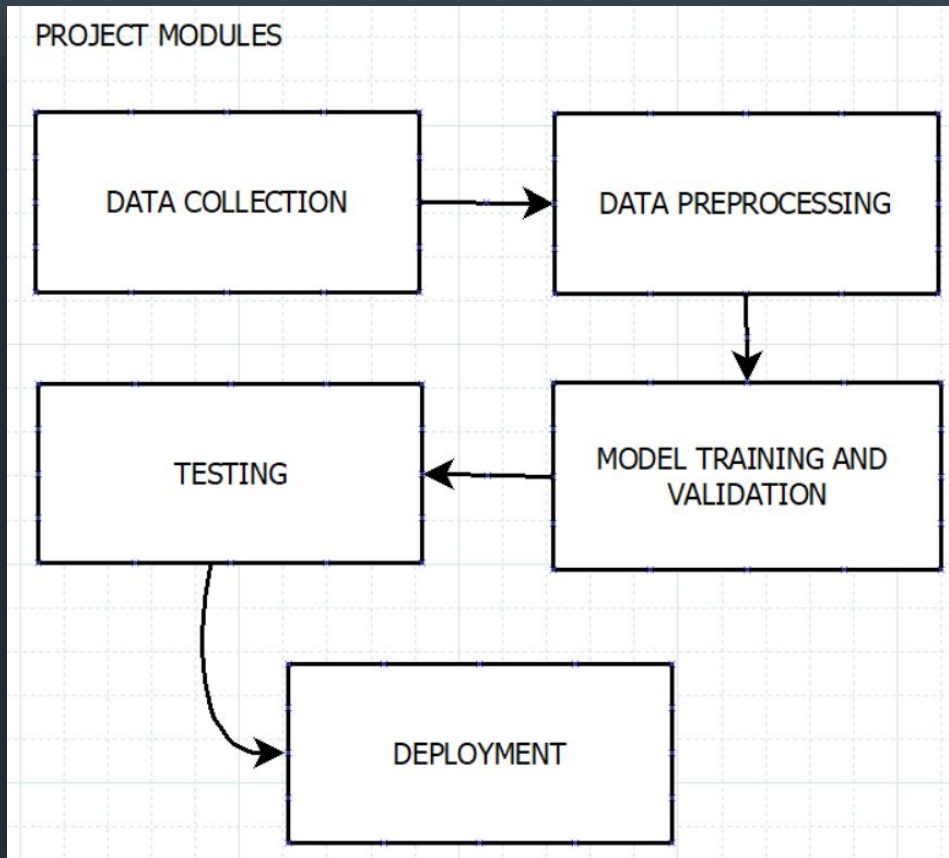 PROJECT MODULES
DATA COLLECTION
DATA PREPROCESSING
MODEL TRAINING AND
VALIDATION
TESTING
DEPLOYMENT